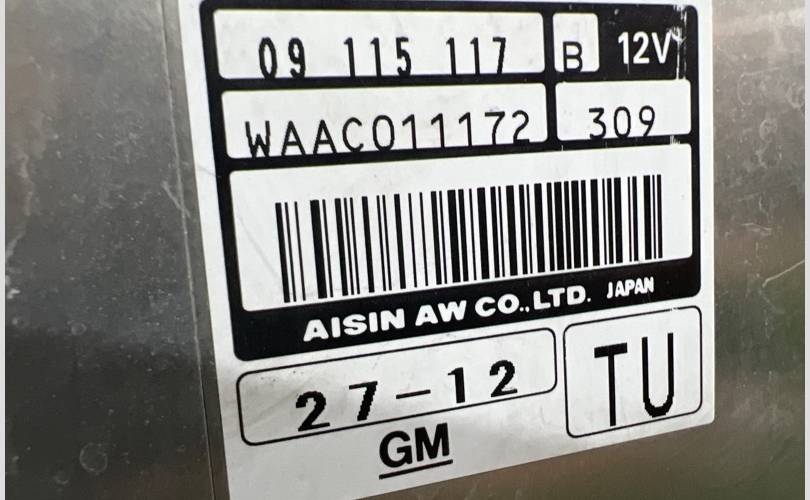 09 115 117 B 12V
WAAC011172 309
AISIN AW CO.,LTD. JAPAN
27-12 TU
GM